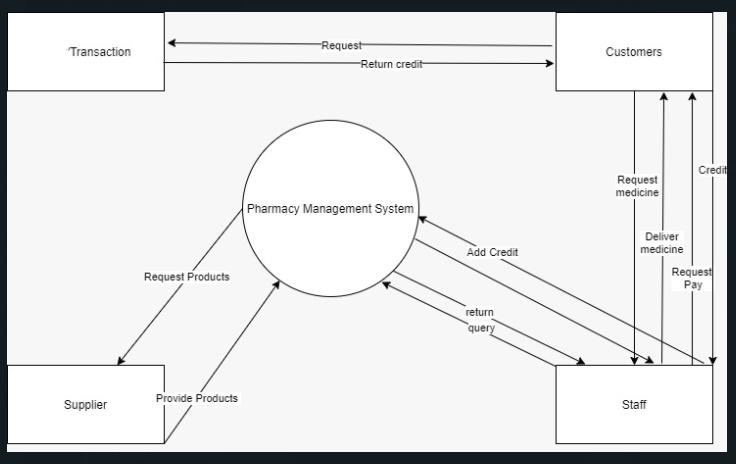 'Transaction
Request
Return credit
Customers
Credit
Request
medicine
Pharmacy Management System
Deliver
medicine
Add Credit
Request Products
Request
Pay
return
query
Provide Products
Supplier
Staff